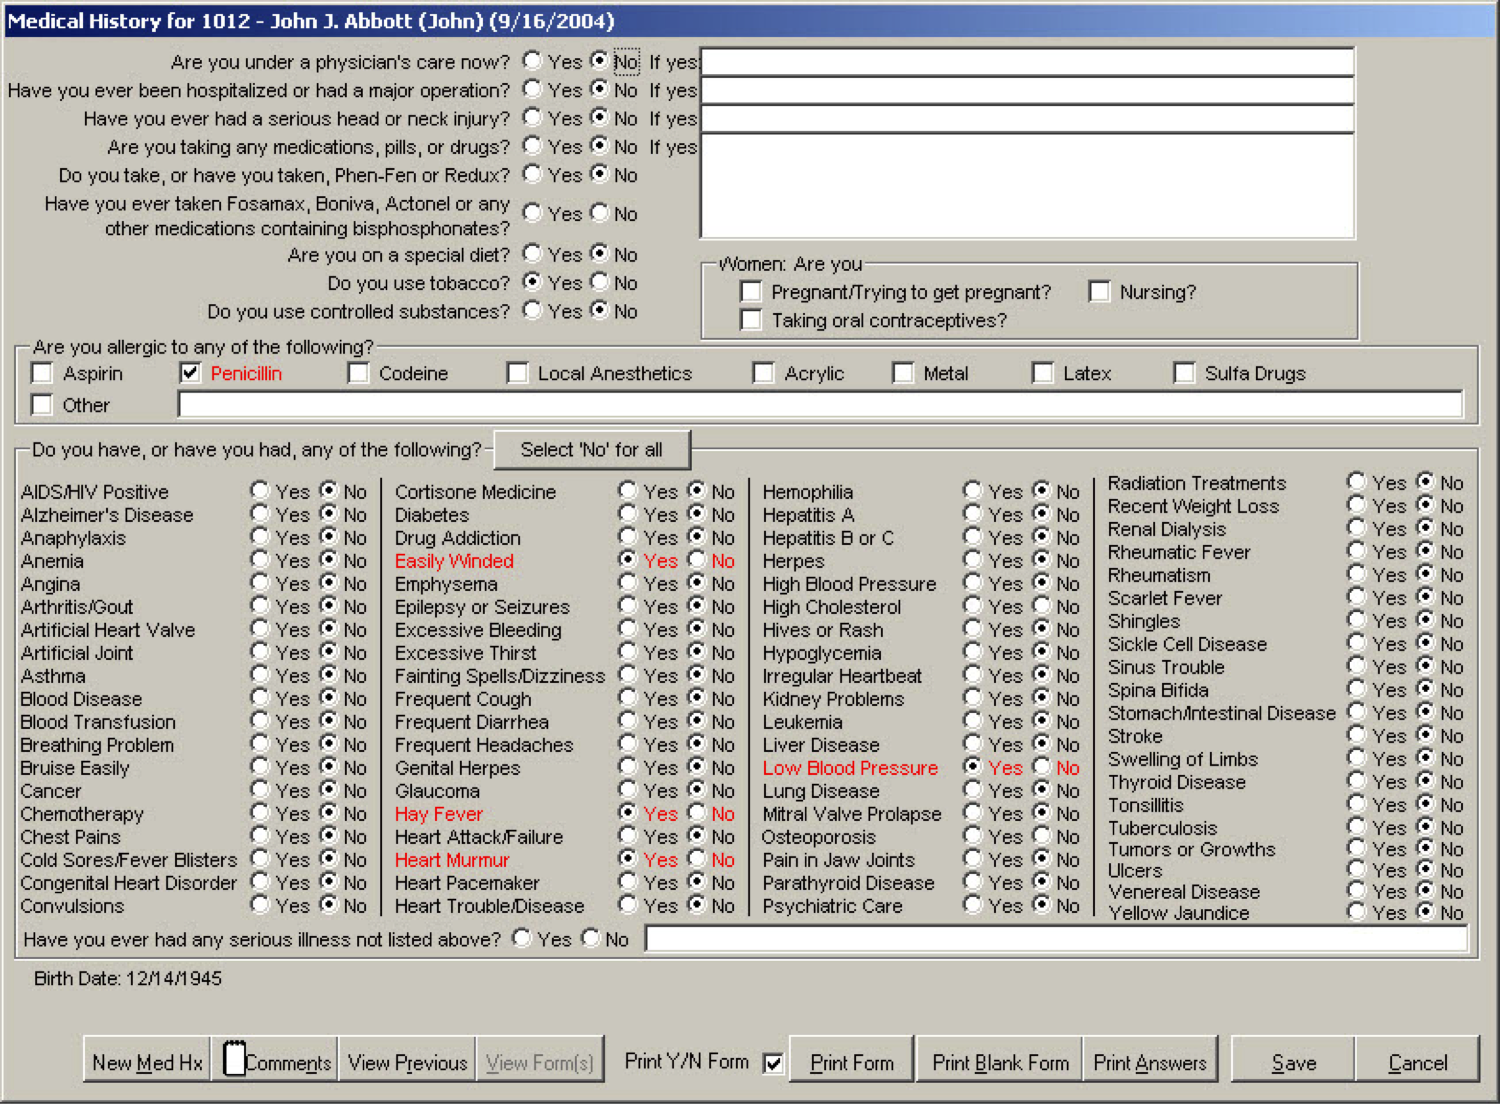 Medical History for 1012 - John J. Abbott (John) (9/16/2004)
Are you under a physician's care now? Yes No If yes:
Have you ever been hospitalized or had a major operation? Yes No If yes
Have you ever had a serious head or neck injury? Yes No If yes
Are you taking any medications, pills, or drugs? Yes No If yes
Do you take, or have you taken, Phen-Fen or Redux? Yes No
Have you ever taken Fosamax, Boniva, Actonel or any
other medications containing bisphosphonates? Yes No
Are you on a special diet? Yes No
Do you use tobacco? Yes No
Do you use controlled substances? Yes No
Women: Are you
Pregnant/Trying to get pregnant? Nursing?
Taking oral contraceptives?
Are you allergic to any of the following?
Aspirin Penicillin Codeine Local Anesthetics Acrylic Metal Latex Sulfa Drugs
Other
Do you have, or have you had, any of the following? Select 'No' for all
AIDS/HIV Positive Yes No
Alzheimer's Disease Yes No
Anaphylaxis Yes No
Anemia Yes No
Angina Yes No
Arthritis/Gout Yes No
Artificial Heart Valve Yes No
Artificial Joint Yes No
Asthma Yes No
Blood Disease Yes No
Blood Transfusion Yes No
Breathing Problem Yes No
Bruise Easily Yes No
Cancer Yes No
Chemotherapy Yes No
Chest Pains Yes No
Cold Sores/Fever Blisters Yes No
Congenital Heart Disorder Yes No
Convulsions Yes No
Cortisone Medicine Yes No
Diabetes Yes No
Drug Addiction Yes No
Easily Winded Yes No
Emphysema Yes No
Epilepsy or Seizures Yes No
Excessive Bleeding Yes No
Excessive Thirst Yes No
Fainting Spells/Dizziness Yes No
Frequent Cough Yes No
Frequent Diarrhea Yes No
Frequent Headaches Yes No
Genital Herpes Yes No
Glaucoma Yes No
Hay Fever Yes No
Heart Attack/Failure Yes No
Heart Murmur Yes No
Heart Pacemaker Yes No
Heart Trouble/Disease Yes No
Hemophilia Yes No
Hepatitis A Yes No
Hepatitis B or C Yes No
Herpes Yes No
High Blood Pressure Yes No
High Cholesterol Yes No
Hives or Rash Yes No
Hypoglycemia Yes No
Irregular Heartbeat Yes No
Kidney Problems Yes No
Leukemia Yes No
Liver Disease Yes No
Low Blood Pressure Yes No
Lung Disease Yes No
Mitral Valve Prolapse Yes No
Osteoporosis Yes No
Pain in Jaw Joints Yes No
Parathyroid Disease Yes No
Psychiatric Care Yes No
Radiation Treatments Yes No
Recent Weight Loss Yes No
Renal Dialysis Yes No
Rheumatic Fever Yes No
Rheumatism Yes No
Scarlet Fever Yes No
Shingles Yes No
Sickle Cell Disease Yes No
Sinus Trouble Yes No
Spina Bifida Yes No
Stomach/Intestinal Disease Yes No
Stroke Yes No
Swelling of Limbs Yes No
Thyroid Disease Yes No
Tonsillitis Yes No
Tuberculosis Yes No
Tumors or Growths Yes No
Ulcers Yes No
Venereal Disease Yes No
Yellow Jaundice Yes No
Have you ever had any serious illness not listed above? Yes No
Birth Date: 12/14/1945
New Med Hx Comments View Previous View Form(s) Print Y/N Form Print Form Print Blank Form Print Answers Save Cancel